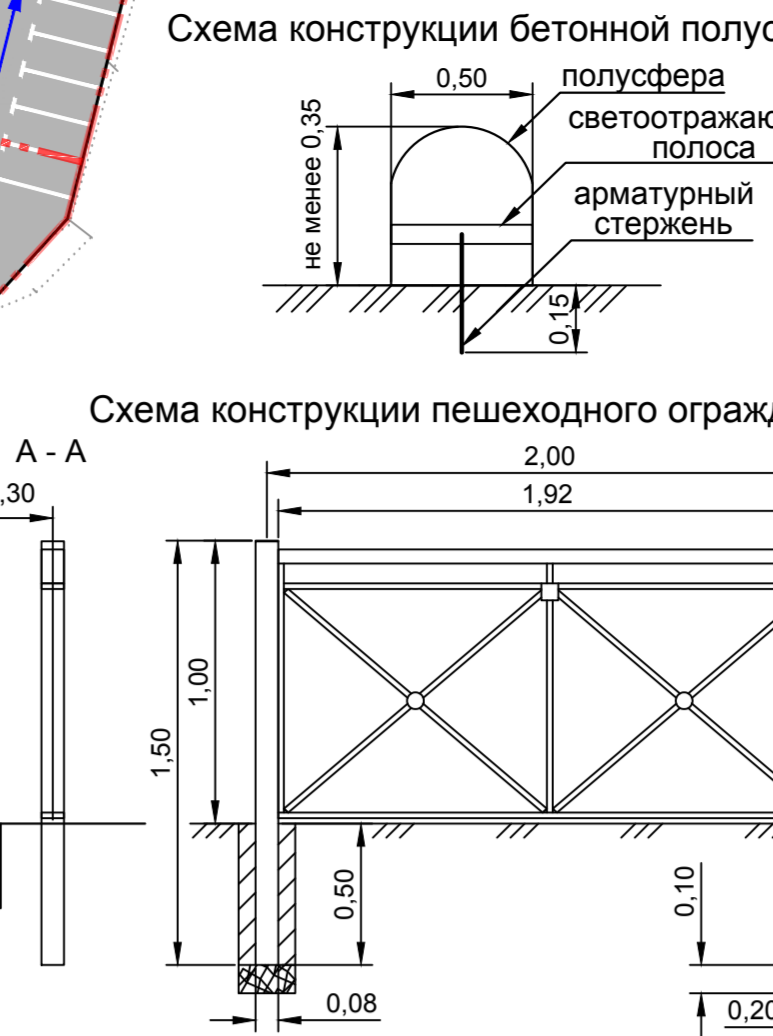 Схема конструкции бетонной полус
0,50
полусфера
не менее 0,35
светоотражаю
полоса
арматурный
стержень
0,15
Схема конструкции пешеходного огражд
А - А
,30
2,00
1,92
1,50
1,00
0,50
0,10
0,08
0,20